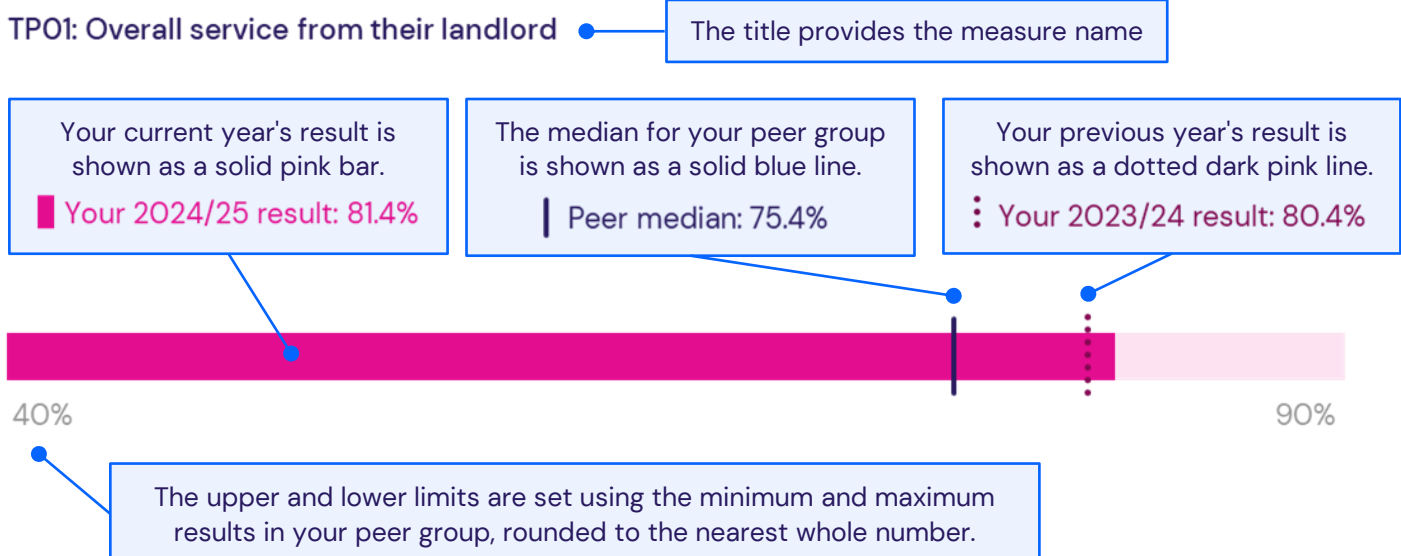 TP01: Overall service from their landlord
The title provides the measure name
Your current year's result is
shown as a solid pink bar.
Your 2024/25 result: 81.4%
The median for your peer group
is shown as a solid blue line.
Peer median: 75.4%
Your previous year's result is
shown as a dotted dark pink line.
Your 2023/24 result: 80.4%
40%
90%
The upper and lower limits are set using the minimum and maximum
results in your peer group, rounded to the nearest whole number.